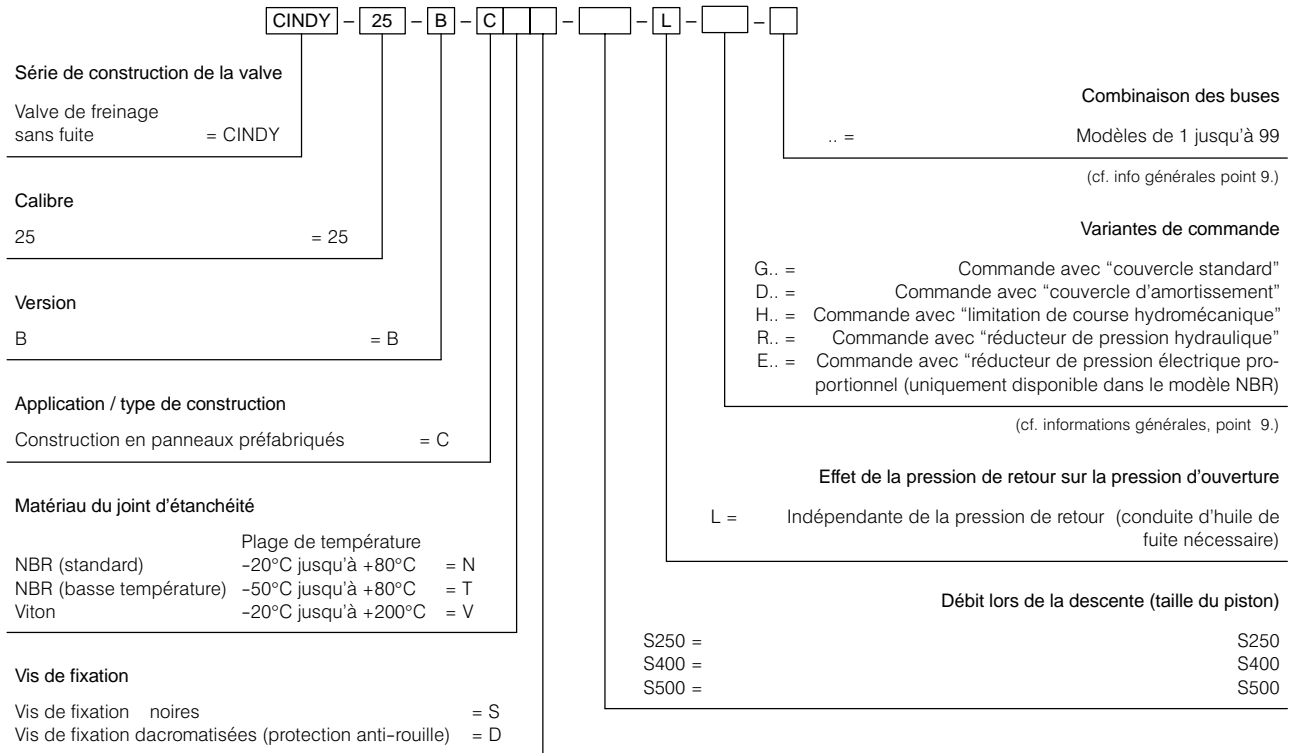 CINDY – 25 – B – C – – L – –
Série de construction de la valve
Valve de freinage
sans fuite = CINDY
Calibre
25 = 25
Version
B = B
Application / type de construction
Construction en panneaux préfabriqués = C
Matériau du joint d'étanchéité
Plage de température
NBR (standard) -20°C jusqu'à +80°C = N
NBR (basse température) -50°C jusqu'à +80°C = T
Viton -20°C jusqu'à +200°C = V
Vis de fixation
Vis de fixation noires = S
Vis de fixation dacromatisées (protection anti-rouille) = D
Combinaison des buses
.. = Modèles de 1 jusqu'à 99
(cf. info générales point 9.)
Variantes de commande
G.. = Commande avec “couvercle standard”
D.. = Commande avec “couvercle d'amortissement”
H.. = Commande avec “limitation de course hydromécanique”
R.. = Commande avec “réducteur de pression hydraulique”
E.. = Commande avec “réducteur de pression électrique pro-
portionnel (uniquement disponible dans le modèle NBR)
(cf. informations générales, point 9.)
Effet de la pression de retour sur la pression d'ouverture
L = Indépendante de la pression de retour (conduite d'huile de
fuite nécessaire)
Débit lors de la descente (taille du piston)
S250 = S250
S400 = S400
S500 = S500